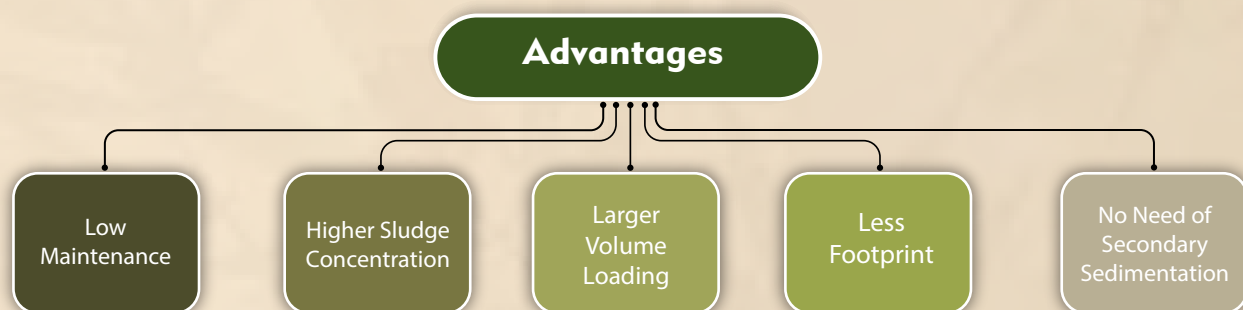 Advantages
Low
Maintenance
Higher Sludge
Concentration
Larger
Volume
Loading
Less
Footprint
No Need of
Secondary
Sedimentation